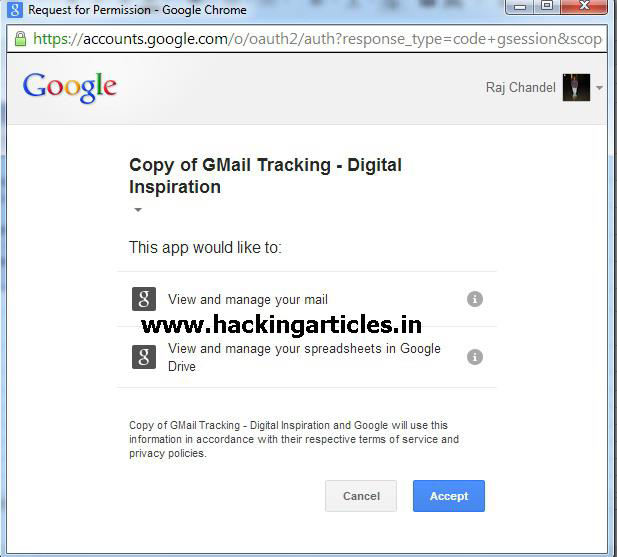 Request for Permission - Google Chrome
https://accounts.google.com/o/oauth2/auth?response_type=code+gsession&scop
Google
Raj Chandel
Copy of GMail Tracking - Digital
Inspiration
This app would like to:
g View and manage your mail i
www.hackingarticles.in
g View and manage your spreadsheets in Google i
Drive
Copy of GMail Tracking - Digital Inspiration and Google will use this
information in accordance with their respective terms of service and
privacy policies.
Cancel Accept